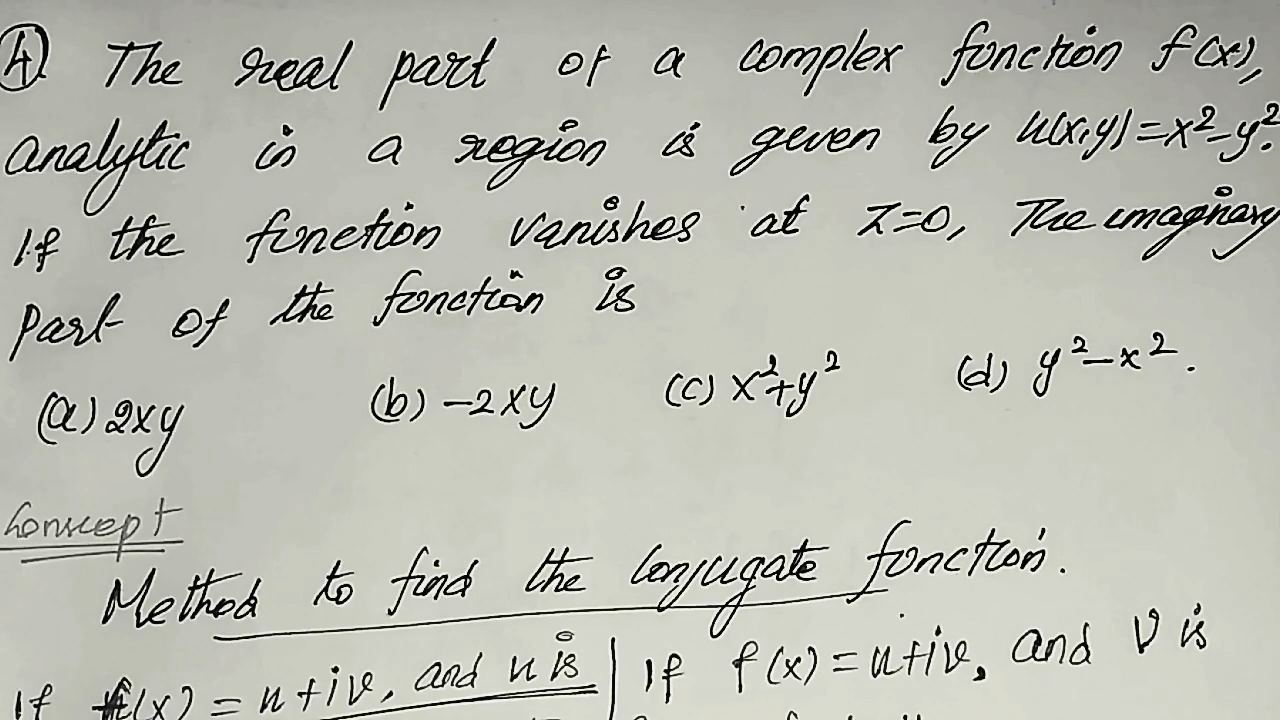 4) The real part of a complex function f(x),
analytic in a region is given by u(x,y)=x²-y².
If the function vanishes at Z=0, The imaginary
part of the function is
(a) 2xy (b) -2xy (c) x²+y² (d) y²-x².
Concept
Method to find the Conjugate function.
If f(x) = u+iv, and u is | If f(x) = u+iv, and V is